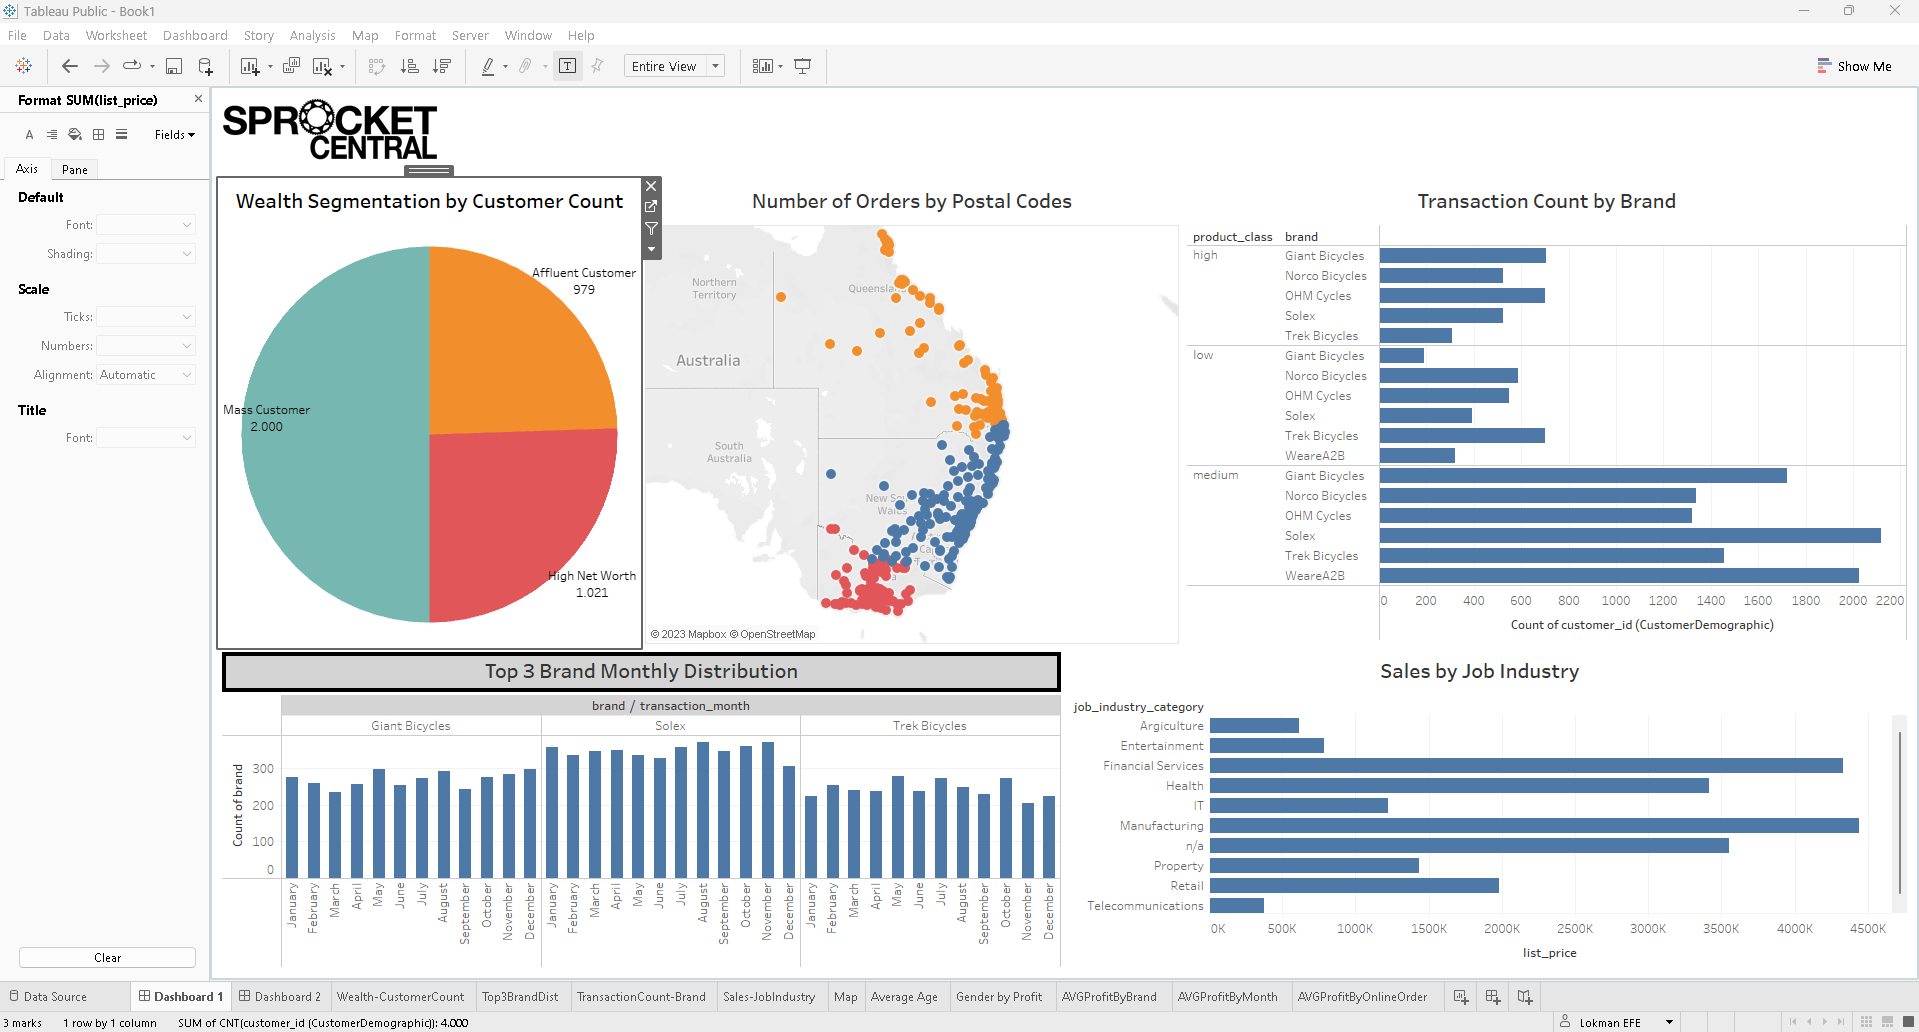 Tableau Public - Book1
File Data Worksheet Dashboard Story Analysis Map Format Server Window Help
Entire View
Show Me
Format SUM(list_price)
Fields
Axis Pane
Default
Font:
Shading:
Scale
Ticks:
Numbers:
Alignment: Automatic
Title
Font:
Clear
SPROCKET
CENTRAL
Wealth Segmentation by Customer Count
Affluent Customer
979
Mass Customer
2.000
High Net Worth
1.021
Number of Orders by Postal Codes
Northern
Territory
Australia
South
Australia
© 2023 Mapbox © OpenStreetMap
Transaction Count by Brand
product_class brand
high Giant Bicycles
Norco Bicycles
OHM Cycles
Solex
Trek Bicycles
low Giant Bicycles
Norco Bicycles
OHM Cycles
Solex
Trek Bicycles
WeareA2B
medium Giant Bicycles
Norco Bicycles
OHM Cycles
Solex
Trek Bicycles
WeareA2B
0 200 400 600 800 1000 1200 1400 1600 1800 2000 2200
Count of customer_id (CustomerDemographic)
Top 3 Brand Monthly Distribution
brand / transaction_month
Giant Bicycles Solex Trek Bicycles
Count of brand
300
200
100
0
January February March April May June July August September October November December January February March April May June July August September October November December January February March April May June July August September October November December
Sales by Job Industry
job_industry_category
Argiculture
Entertainment
Financial Services
Health
IT
Manufacturing
n/a
Property
Retail
Telecommunications
0K 500K 1000K 1500K 2000K 2500K 3000K 3500K 4000K 4500K
list_price
Data Source Dashboard 1 Dashboard 2 Wealth-CustomerCount Top3BrandDist TransactionCount-Brand Sales-JobIndustry Map Average Age Gender by Profit AVGProfitByBrand AVGProfitByMonth AVGProfitByOnlineOrder
3 marks 1 row by 1 column SUM of CNT(customer_id (CustomerDemographic)): 4.000 Lokman EFE